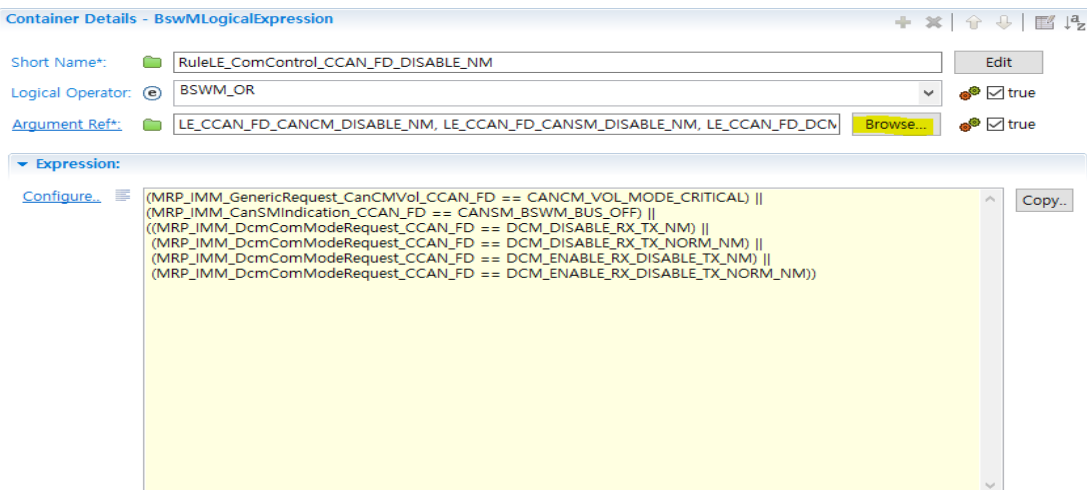 Container Details - BswMLogicalExpression
Short Name*: RuleLE_ComControl_CCAN_FD_DISABLE_NM Edit
Logical Operator: BSWM_OR true
Argument Ref*: LE_CCAN_FD_CANCM_DISABLE_NM, LE_CCAN_FD_CANSM_DISABLE_NM, LE_CCAN_FD_DCM Browse... true
Expression:
Configure.. (MRP_IMM_GenericRequest_CanCMVol_CCAN_FD == CANCM_VOL_MODE_CRITICAL) || Copy..
(MRP_IMM_CanSMIndication_CCAN_FD == CANSM_BSWM_BUS_OFF) ||
((MRP_IMM_DcmComModeRequest_CCAN_FD == DCM_DISABLE_RX_TX_NM) ||
(MRP_IMM_DcmComModeRequest_CCAN_FD == DCM_DISABLE_RX_TX_NORM_NM) ||
(MRP_IMM_DcmComModeRequest_CCAN_FD == DCM_ENABLE_RX_DISABLE_TX_NM) ||
(MRP_IMM_DcmComModeRequest_CCAN_FD == DCM_ENABLE_RX_DISABLE_TX_NORM_NM))